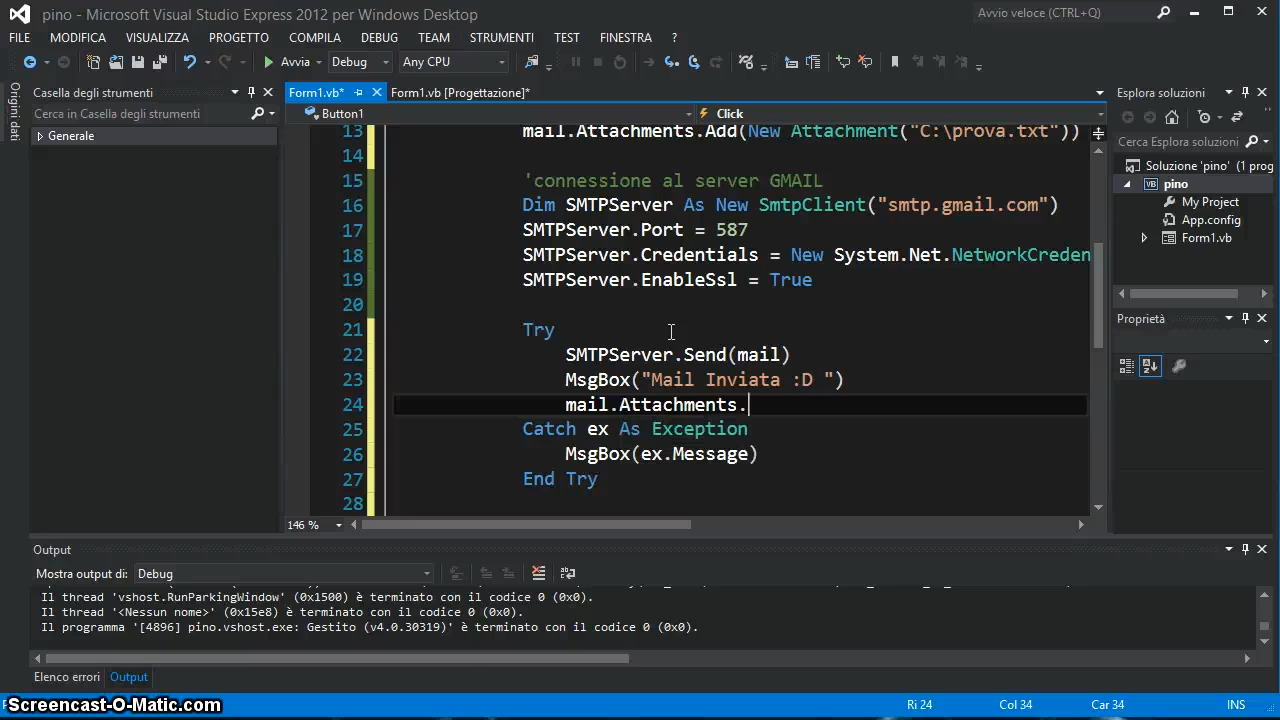 pino - Microsoft Visual Studio Express 2012 per Windows Desktop
Avvio veloce (CTRL+Q)
FILE MODIFICA VISUALIZZA PROGETTO COMPILA DEBUG TEAM STRUMENTI TEST FINESTRA ?
Avvia Debug Any CPU
Origini dati
Casella degli strumenti
Cerca in Casella degli strumenti
Generale
Form1.vb* Form1.vb [Progettazione]*
Button1 Click
13 mail.Attachments.Add(New Attachment("C:\prova.txt"))
14
15 'connessione al server GMAIL
16 Dim SMTPServer As New SmtpClient("smtp.gmail.com")
17 SMTPServer.Port = 587
18 SMTPServer.Credentials = New System.Net.NetworkCreden
19 SMTPServer.EnableSsl = True
20
21 Try
22 SMTPServer.Send(mail)
23 MsgBox("Mail Inviata :D ")
24 mail.Attachments.
25 Catch ex As Exception
26 MsgBox(ex.Message)
27 End Try
28
146 %
Esplora soluzioni
Cerca Esplora soluzioni
Soluzione 'pino' (1 prog
VB pino
My Project
App.config
Form1.vb
Proprietà
Output
Mostra output di: Debug
Il thread 'vshost.RunParkingWindow' (0x1500) è terminato con il codice 0 (0x0).
Il thread '<Nessun nome>' (0x15e8) è terminato con il codice 0 (0x0).
Il programma '[4896] pino.vshost.exe: Gestito (v4.0.30319)' è terminato con il codice 0 (0x0).
Elenco errori Output
Screencast-O-Matic.com
Ri 24 Col 34 Car 34 INS